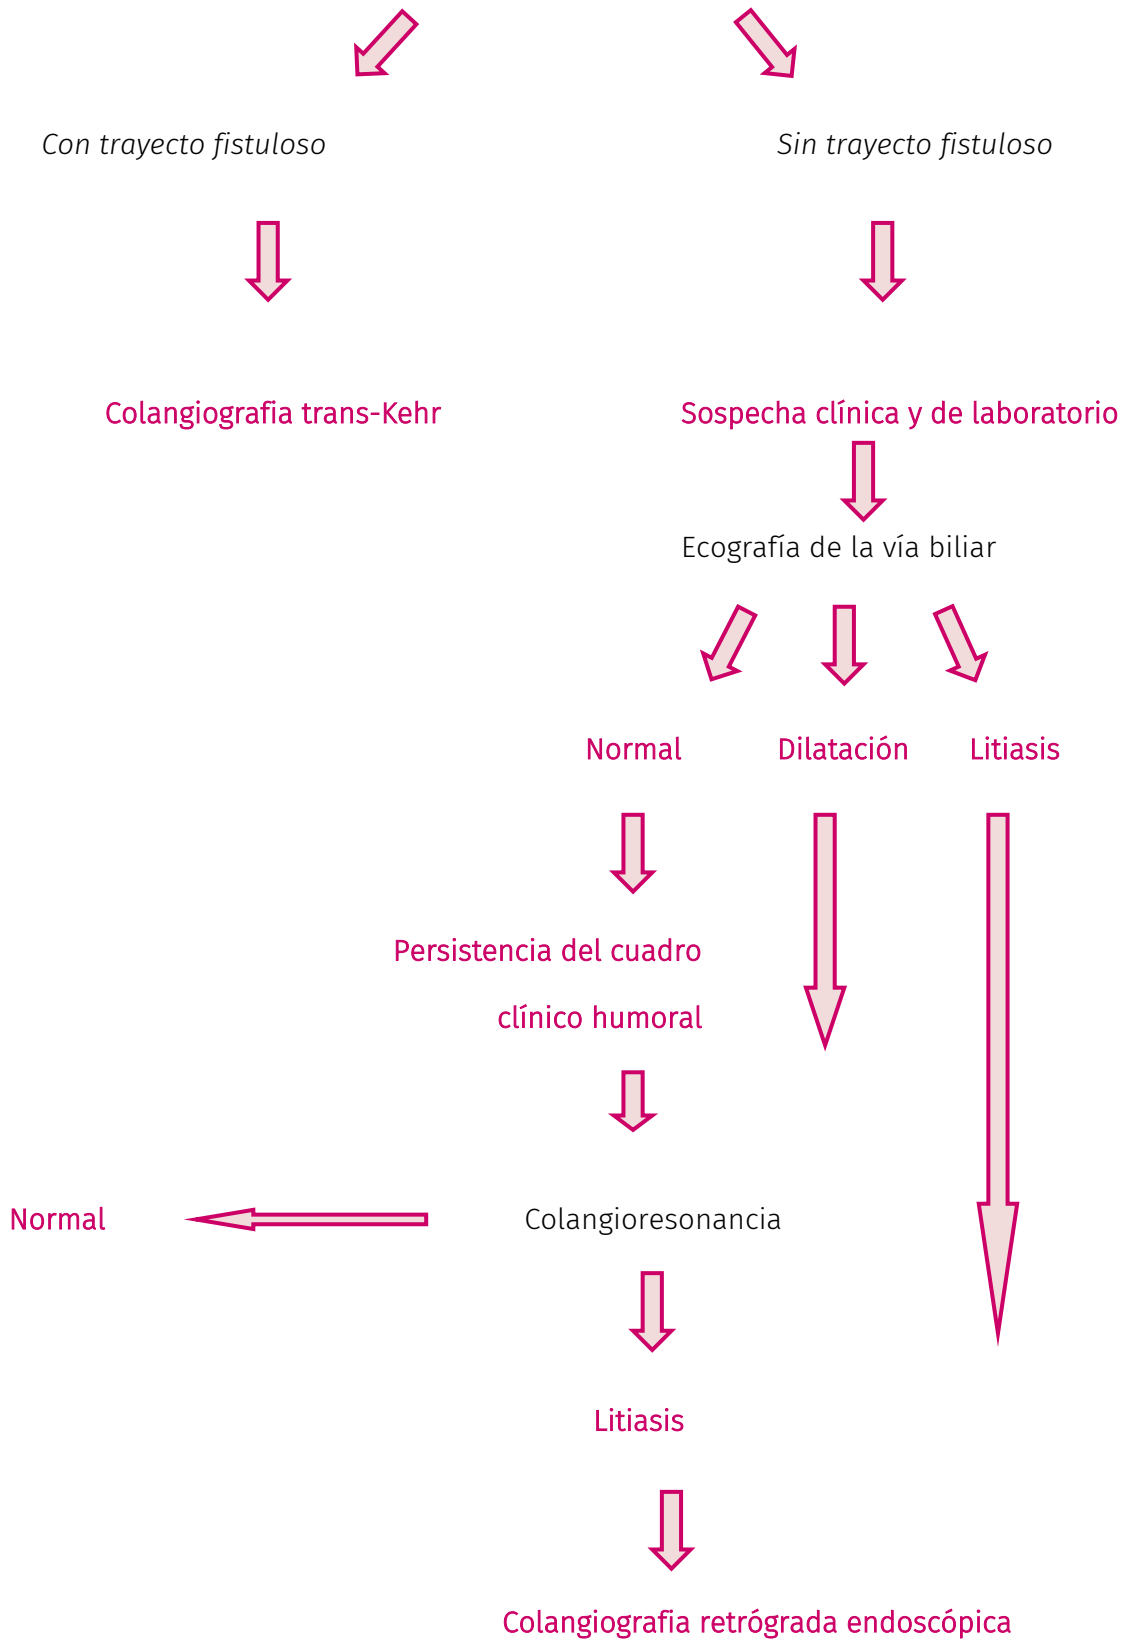 Con trayecto fistuloso
Sin trayecto fistuloso
Colangiografia trans-Kehr
Sospecha clínica y de laboratorio
Ecografía de la vía biliar
Normal
Dilatación
Litiasis
Persistencia del cuadro
clínico humoral
Normal
Colangioresonancia
Litiasis
Colangiografia retrógrada endoscópica